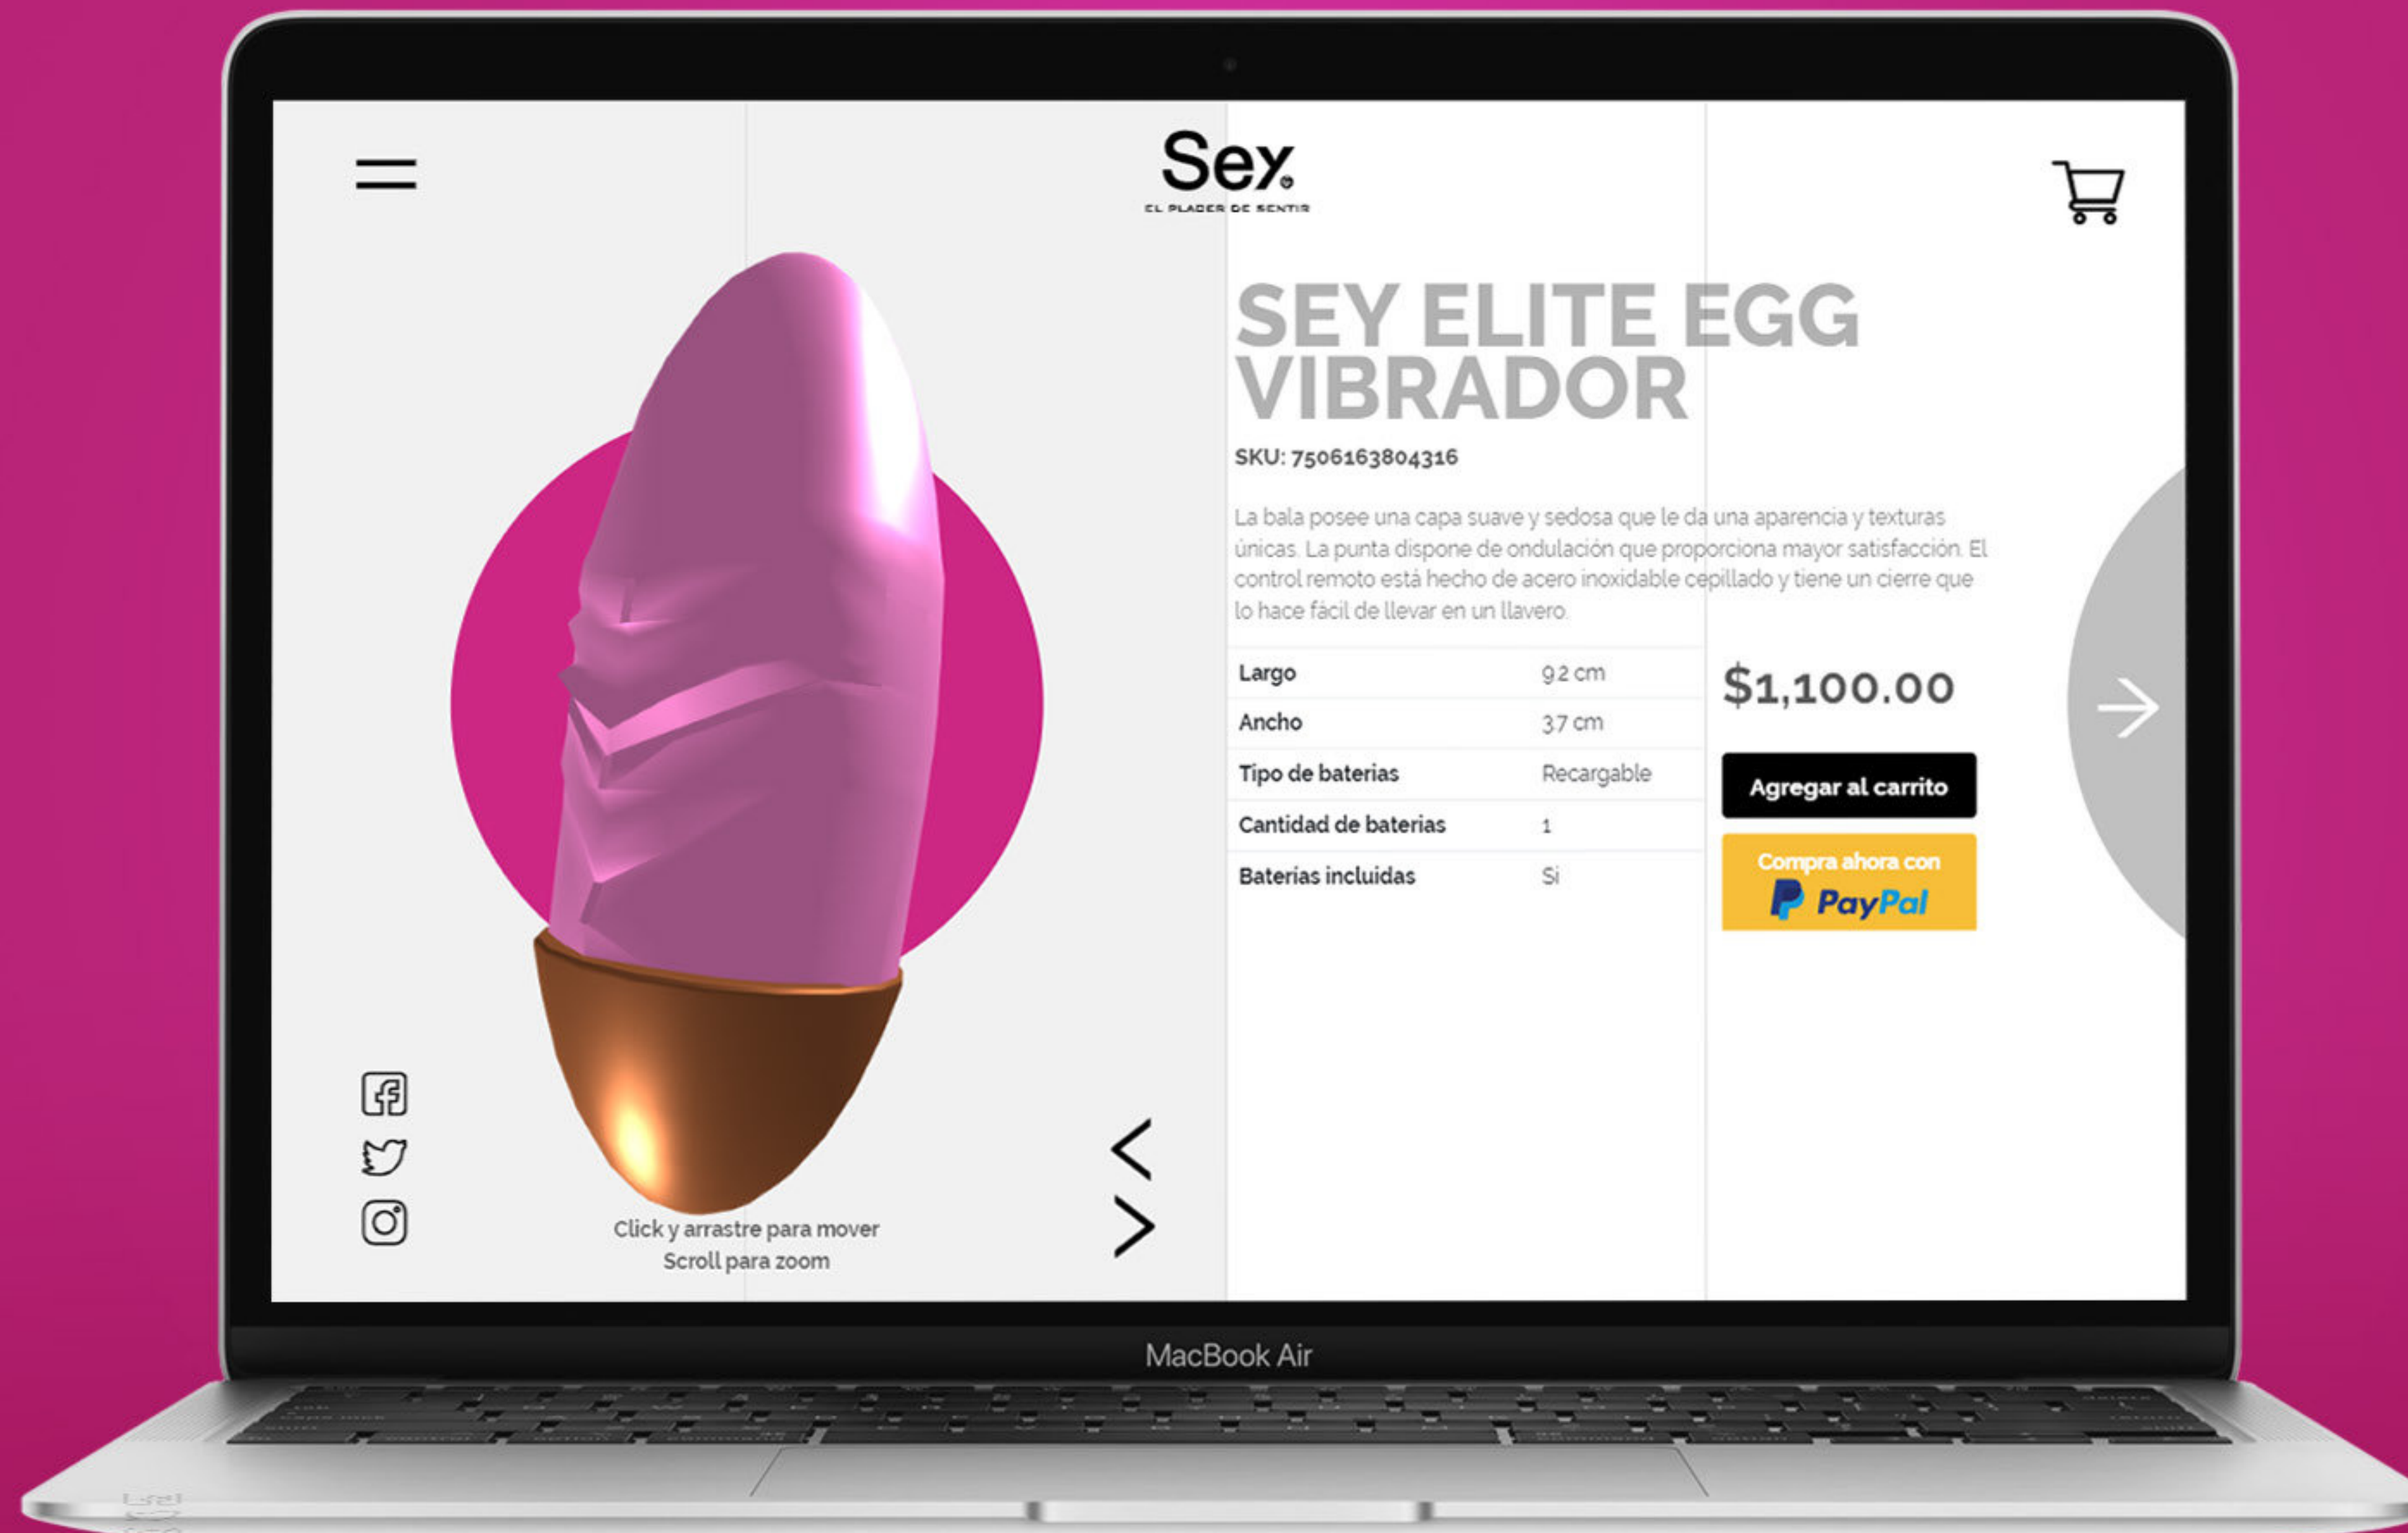 Sey.
EL PLACER DE SENTIR
SEY ELITE EGG
VIBRADOR
SKU: 7506163804316
La bala posee una capa suave y sedosa que le da una aparencia y texturas
únicas. La punta dispone de ondulación que proporciona mayor satisfacción. El
control remoto está hecho de acero inoxidable cepillado y tiene un cierre que
lo hace fácil de llevar en un llavero.
Largo 9.2 cm
Ancho 3.7 cm
Tipo de baterias Recargable
Cantidad de baterias 1
Baterias incluidas Si
$1,100.00
Agregar al carrito
Compra ahora con
PayPal
Click y arrastre para mover
Scroll para zoom
MacBook Air